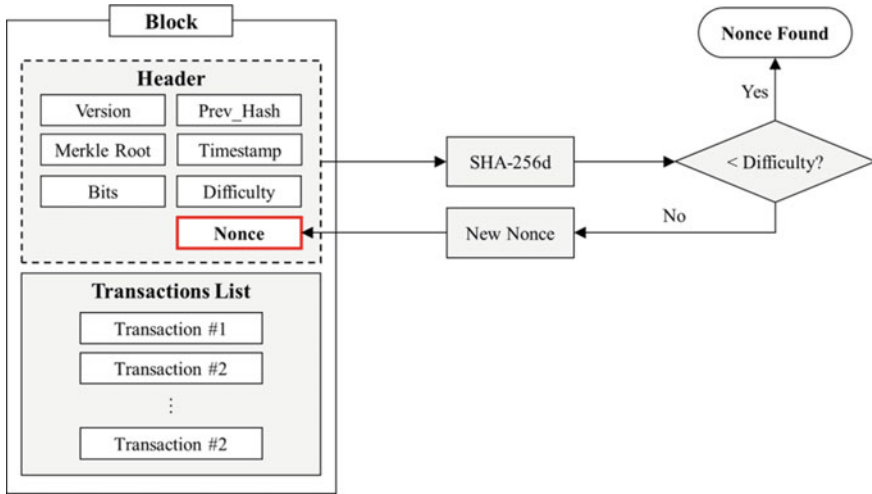 Block
Header
Version
Prev_Hash
Merkle Root
Timestamp
Bits
Difficulty
Nonce
Transactions List
Transaction #1
Transaction #2
⋮
Transaction #2
SHA-256d
New Nonce
< Difficulty?
Yes
No
Nonce Found